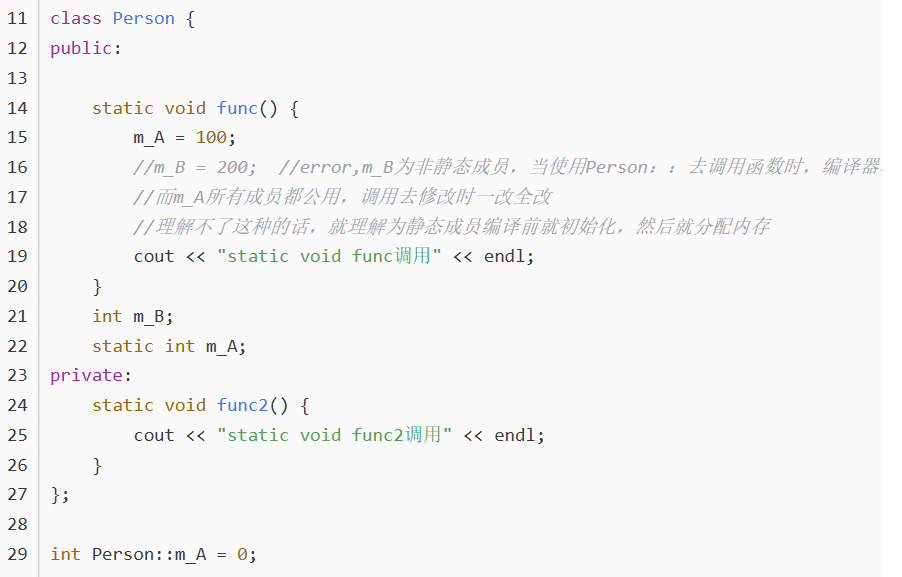 11 class Person {
12 public:
13
14     static void func() {
15         m_A = 100;
16         //m_B = 200;  //error,m_B为非静态成员，当使用Person：：去调用函数时，编译器
17         //而m_A所有成员都公用，调用去修改时一改全改
18         //理解不了这种的话，就理解为静态成员编译前就初始化，然后就分配内存
19         cout << "static void func调用" << endl;
20     }
21     int m_B;
22     static int m_A;
23 private:
24     static void func2() {
25         cout << "static void func2调用" << endl;
26     }
27 };
28
29 int Person::m_A = 0;